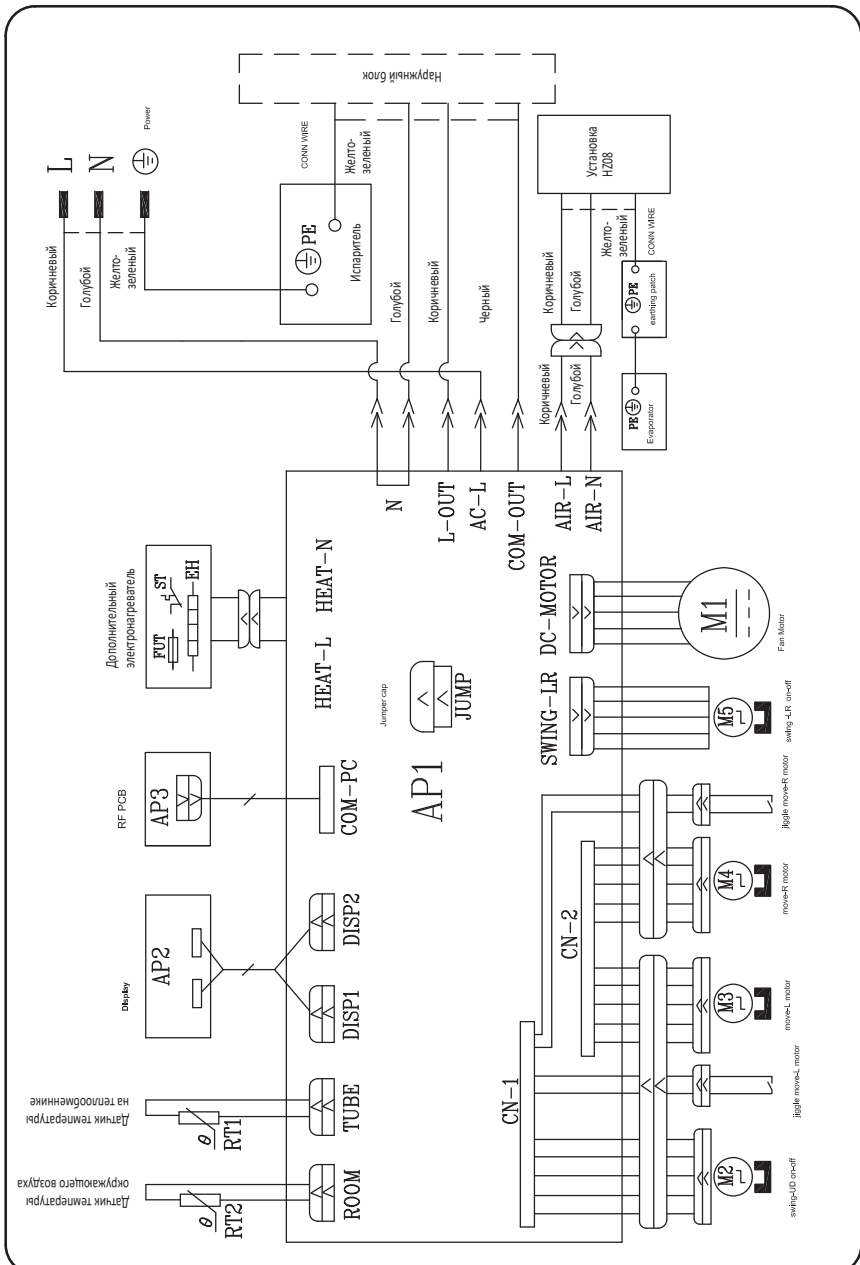 Power
L
N
Коричневый
Голубой
Желто-
зеленый
Наружный блок
CONN WIRE
Желто-
зеленый
PE
Испаритель
Голубой
Коричневый
Черный
Установка
HZ08
Желто-
зеленый
CONN WIRE
Коричневый
Голубой
PE
earthing patch
Коричневый
Голубой
PE
Evaporator
N
L-OUT
AC-L
COM-OUT
AIR-L
AIR-N
Дополнительный
электронагреватель
FUT
ST
EH
HEAT-L
HEAT-N
RF PCB
AP3
COM-PC
Jumper cap
JUMP
AP1
Display
AP2
DISP1
DISP2
Датчик температуры
на теплообменнике
θ
RT1
TUBE
Датчик температуры
окружающего воздуха
θ
RT2
ROOM
DC-MOTOR
M1
Fan Motor
SWING-LR
M5
swing -LR on-off
jiggle move-R motor
CN-2
M4
move-R motor
M3
move-L motor
CN-1
jiggle move-L motor
M2
swing-UD on-off